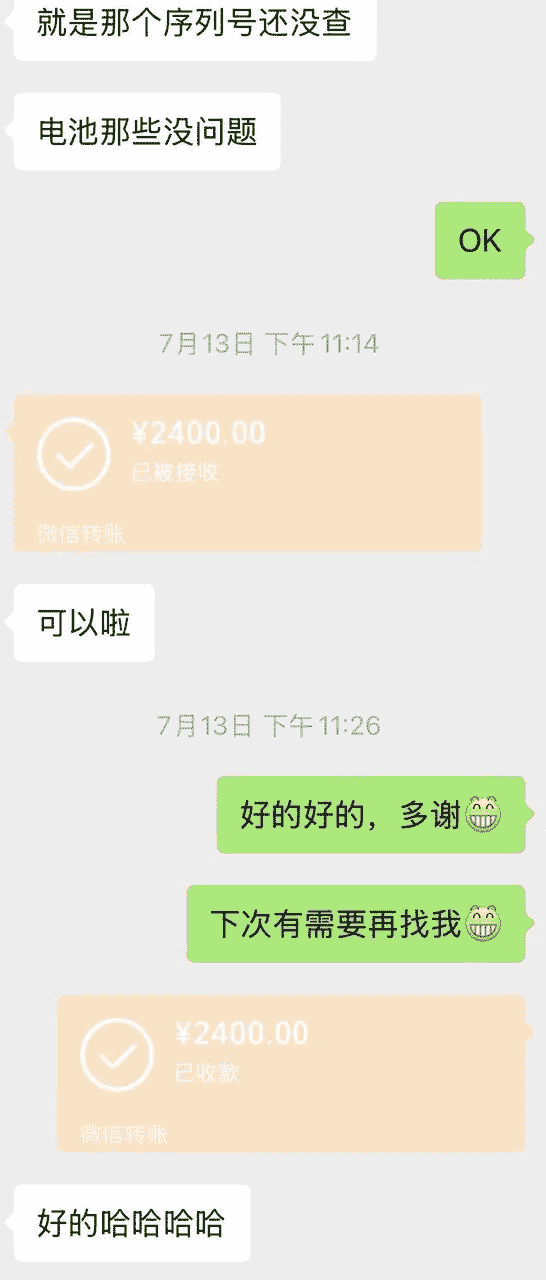 就是那个序列号还没查
电池那些没问题
OK
7月13日 下午11:14
¥2400.00
已被接收
微信转账
可以啦
7月13日 下午11:26
好的好的，多谢😁
下次有需要再找我😁
¥2400.00
已收款
微信转账
好的哈哈哈哈